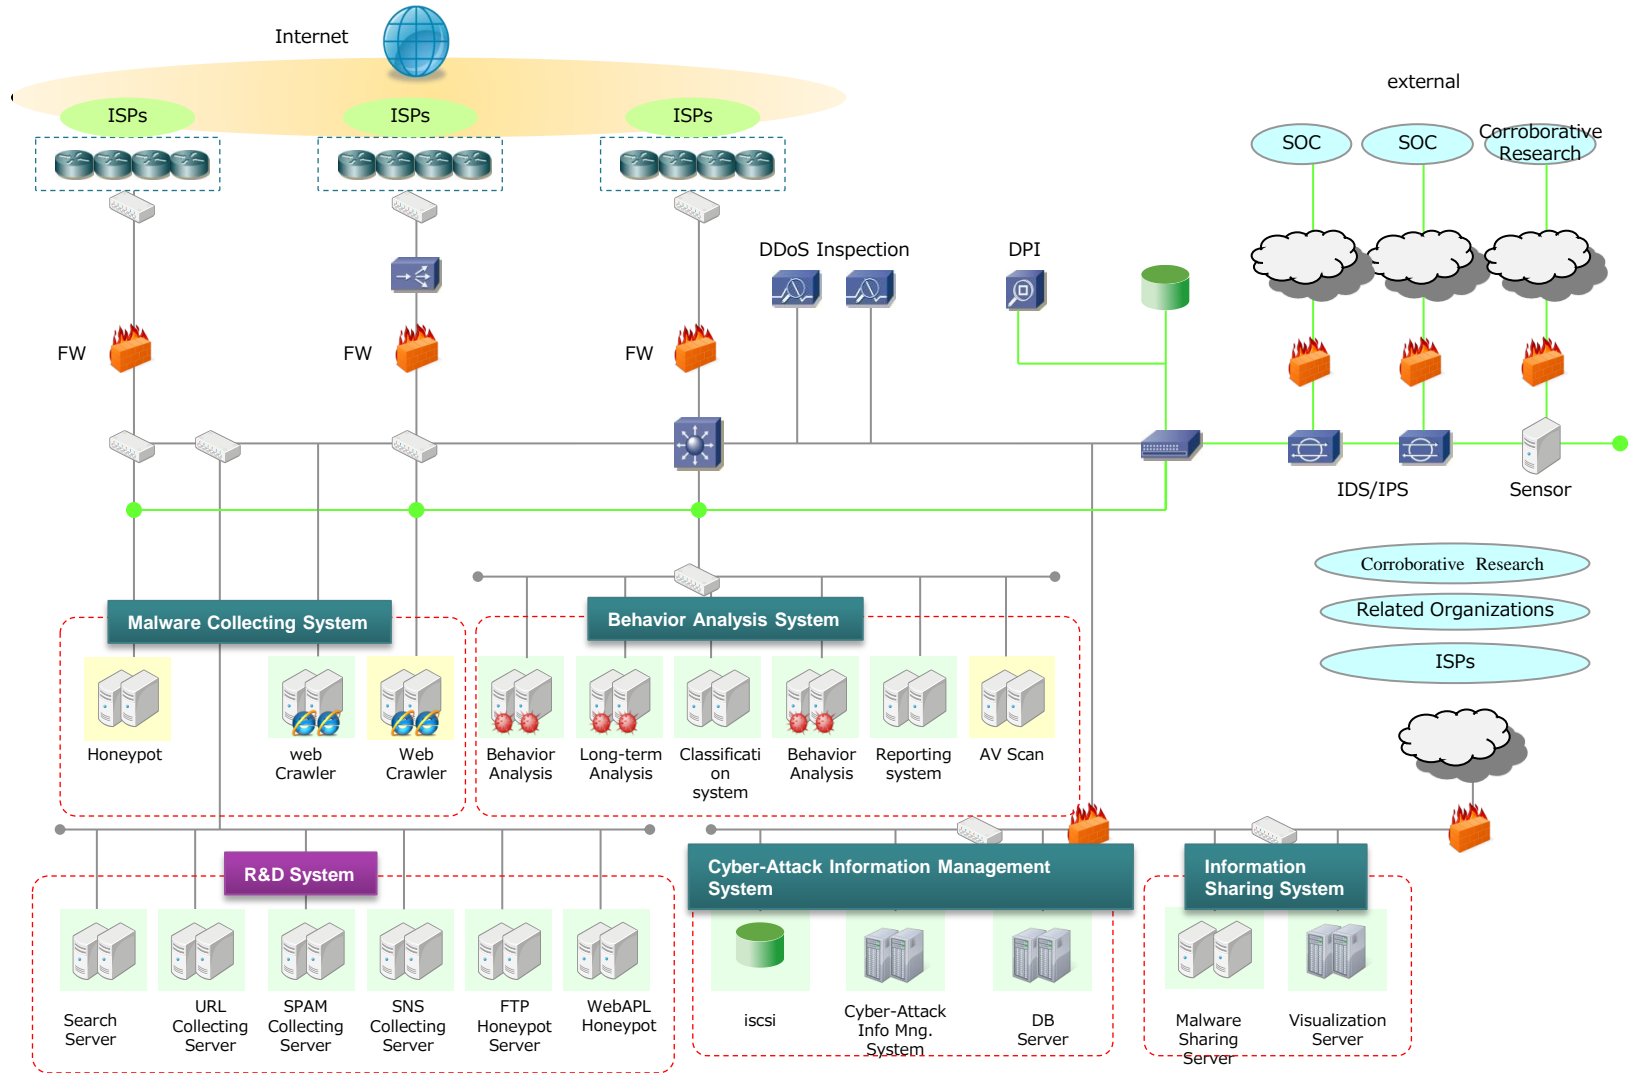 Internet
external
ISPs
ISPs
ISPs
SOC
SOC
Corroborative
Research
DDoS Inspection
DPI
FW
FW
FW
IDS/IPS
Sensor
Corroborative Research
Related Organizations
ISPs
Malware Collecting System
Behavior Analysis System
Honeypot
web
Crawler
Web
Crawler
Behavior
Analysis
Long-term
Analysis
Classificati
on
system
Behavior
Analysis
Reporting
system
AV Scan
R&D System
Cyber-Attack Information Management
System
Information
Sharing System
Search
Server
URL
Collecting
Server
SPAM
Collecting
Server
SNS
Collecting
Server
FTP
Honeypot
Server
WebAPL
Honeypot
iscsi
Cyber-Attack
Info Mng.
System
DB
Server
Malware
Sharing
Server
Visualization
Server